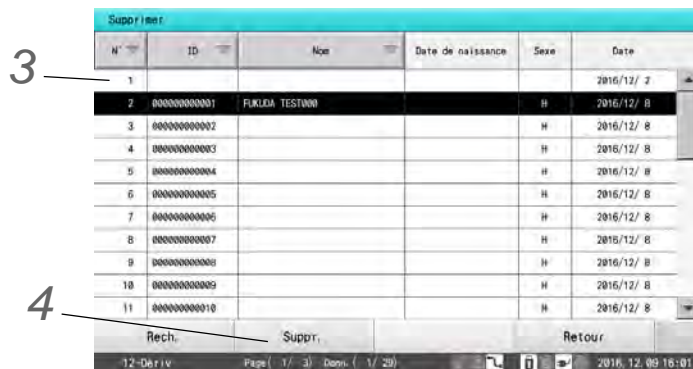 Supprimer
N° ID Nom Date de naissance Sexe Date
3
1 2016/12/ 2
2 000000000001 FUKUDA TEST000 H 2016/12/ 8
3 000000000002 H 2016/12/ 8
4 000000000003 H 2016/12/ 8
5 000000000004 H 2016/12/ 8
6 000000000005 H 2016/12/ 8
7 000000000006 H 2016/12/ 8
8 000000000007 H 2016/12/ 8
9 000000000008 H 2016/12/ 8
10 000000000009 H 2016/12/ 8
11 000000000010 H 2016/12/ 8
4
Rech. Suppr. Retour
12-Dériv Page( 1/ 3) Donn. ( 1/ 29) 2016.12.09 16:01